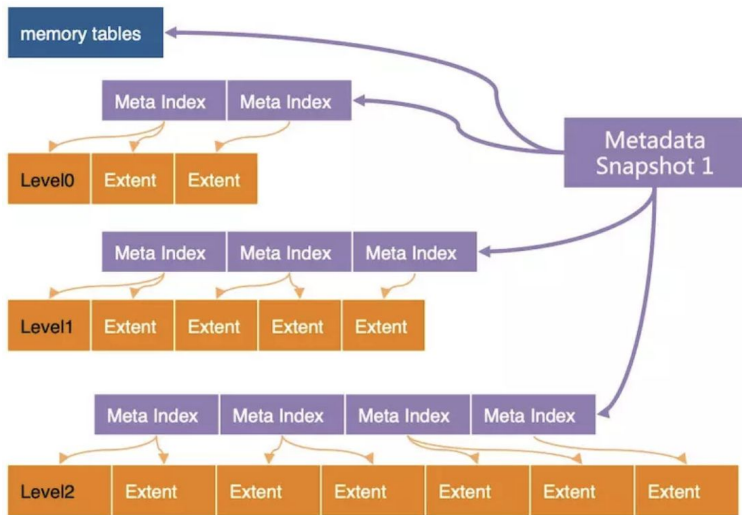 memory tables
Meta Index Meta Index
Metadata
Snapshot 1
Level0 Extent Extent
Meta Index Meta Index Meta Index
Level1 Extent Extent Extent Extent
Meta Index Meta Index Meta Index Meta Index
Level2 Extent Extent Extent Extent Extent Extent